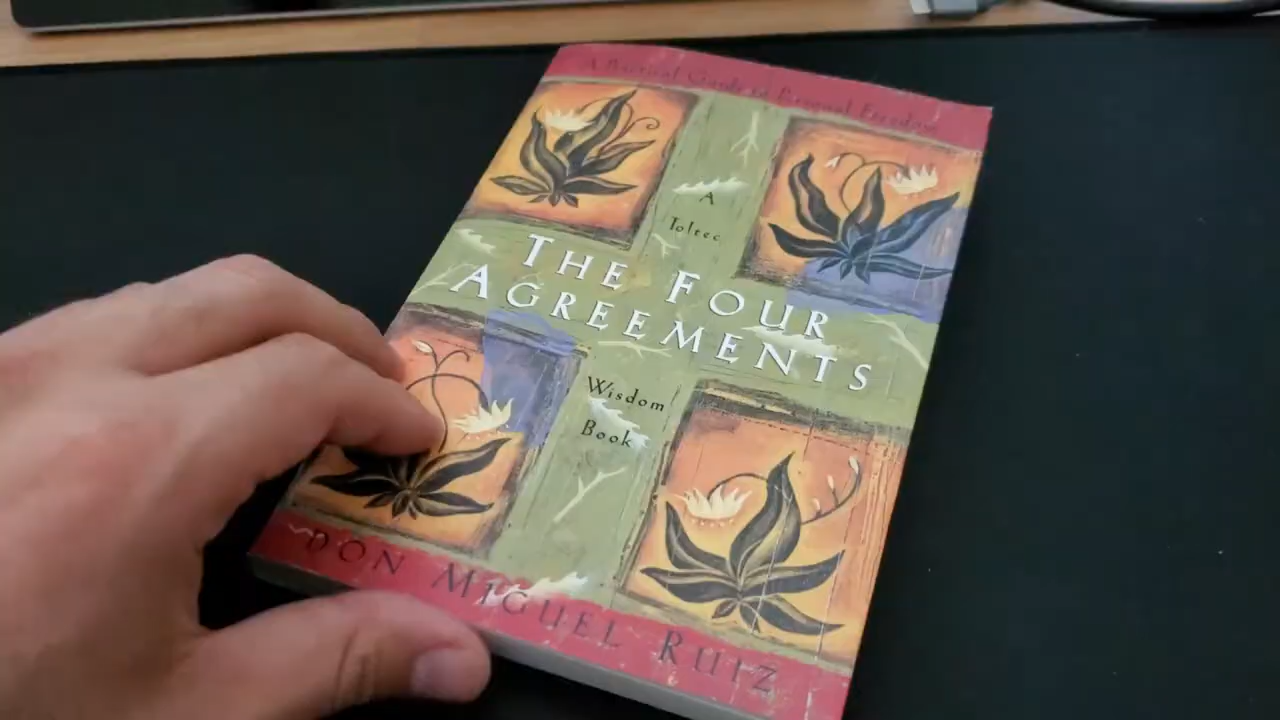 A Practical Guide to Personal Freedom
A
Toltec
THE FOUR
AGREEMENTS
Wisdom
Book
DON MIGUEL RUIZ